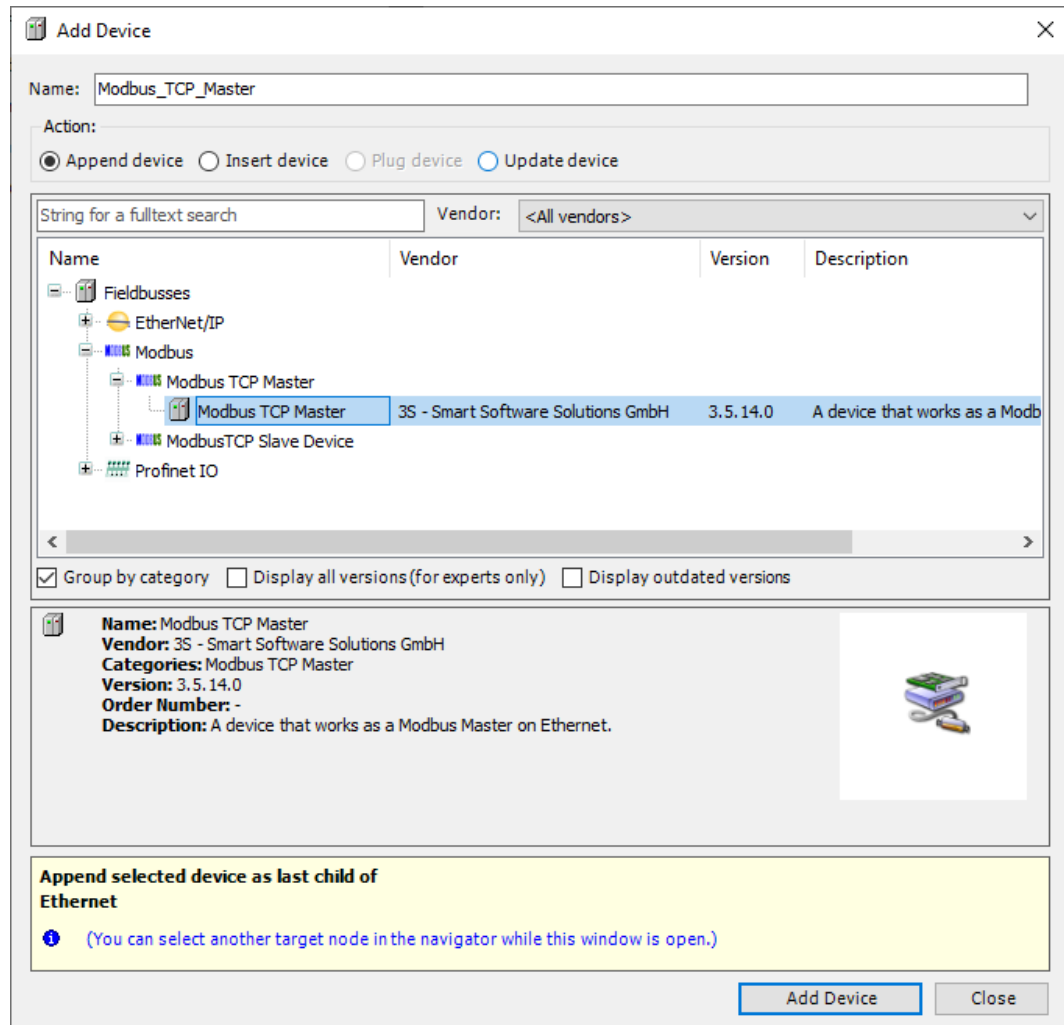 Add Device
Name: Modbus_TCP_Master
Action:
Append device Insert device Plug device Update device
String for a fulltext search Vendor: <All vendors>
Name Vendor Version Description
Fieldbusses
EtherNet/IP
MODBUS Modbus
MODBUS Modbus TCP Master
Modbus TCP Master 3S - Smart Software Solutions GmbH 3.5.14.0 A device that works as a Modb
MODBUS ModbusTCP Slave Device
Profinet IO
Group by category Display all versions (for experts only) Display outdated versions
Name: Modbus TCP Master
Vendor: 3S - Smart Software Solutions GmbH
Categories: Modbus TCP Master
Version: 3.5.14.0
Order Number: -
Description: A device that works as a Modbus Master on Ethernet.
Append selected device as last child of
Ethernet
(You can select another target node in the navigator while this window is open.)
Add Device Close